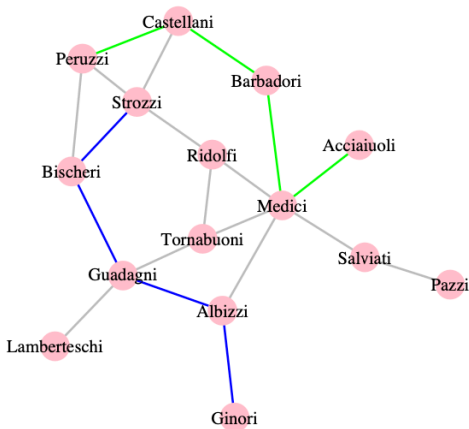 Castellani
Peruzzi
Barbadori
Strozzi
Acciaiuoli
Ridolfi
Bischeri
Medici
Tornabuoni
Salviati
Guadagni
Pazzi
Albizzi
Lamberteschi
Ginori